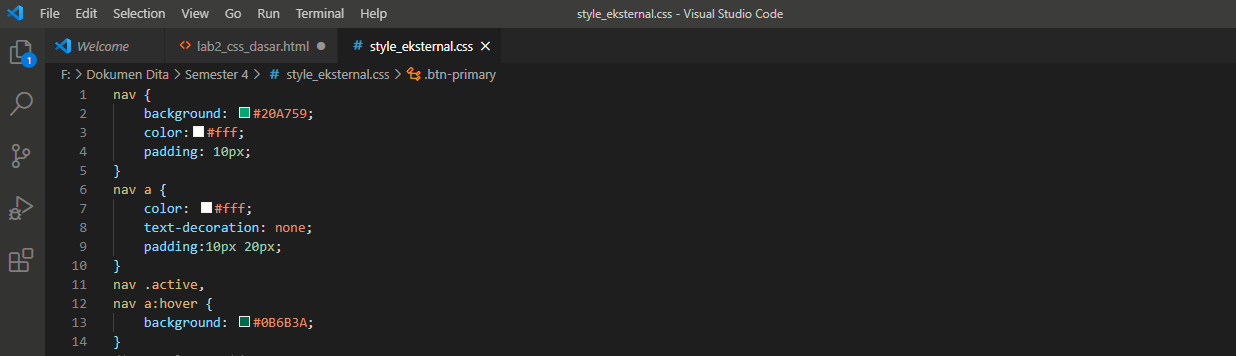 File Edit Selection View Go Run Terminal Help style_eksternal.css - Visual Studio Code
Welcome lab2_css_dasar.html style_eksternal.css
F: > Dokumen Dita > Semester 4 > # style_eksternal.css > .btn-primary
1 nav {
2 background: #20A759;
3 color: #fff;
4 padding: 10px;
5 }
6 nav a {
7 color: #fff;
8 text-decoration: none;
9 padding:10px 20px;
10 }
11 nav .active,
12 nav a:hover {
13 background: #0B6B3A;
14 }
1